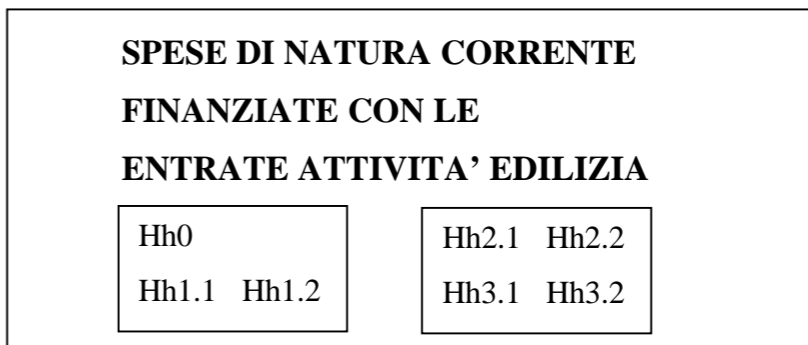 SPESE DI NATURA CORRENTE
FINANZIATE CON LE
ENTRATE ATTIVITA’ EDILIZIA
Hh0
Hh1.1 Hh1.2
Hh2.1 Hh2.2
Hh3.1 Hh3.2